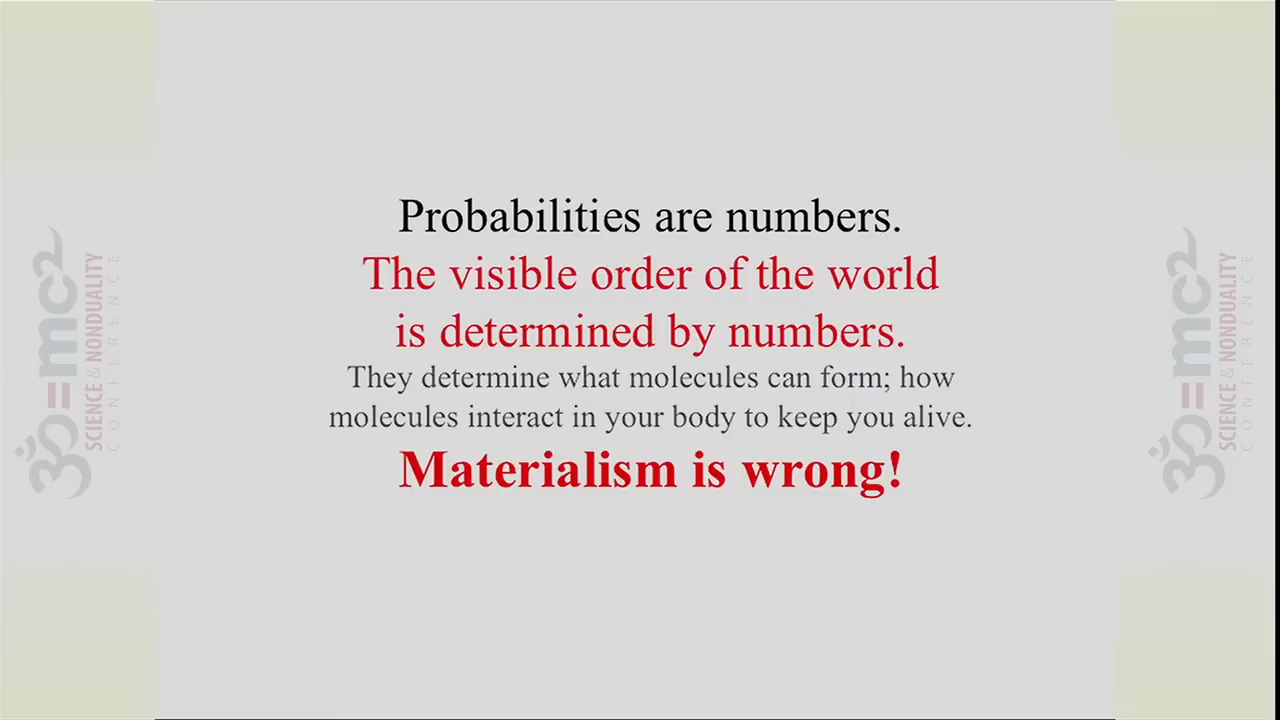 Probabilities are numbers.
The visible order of the world
is determined by numbers.
They determine what molecules can form; how
molecules interact in your body to keep you alive.
Materialism is wrong!
ॐ=mc2
SCIENCE & NONDUALITY
CONFERENCE
ॐ=mc2
SCIENCE & NONDUALITY
CONFERENCE